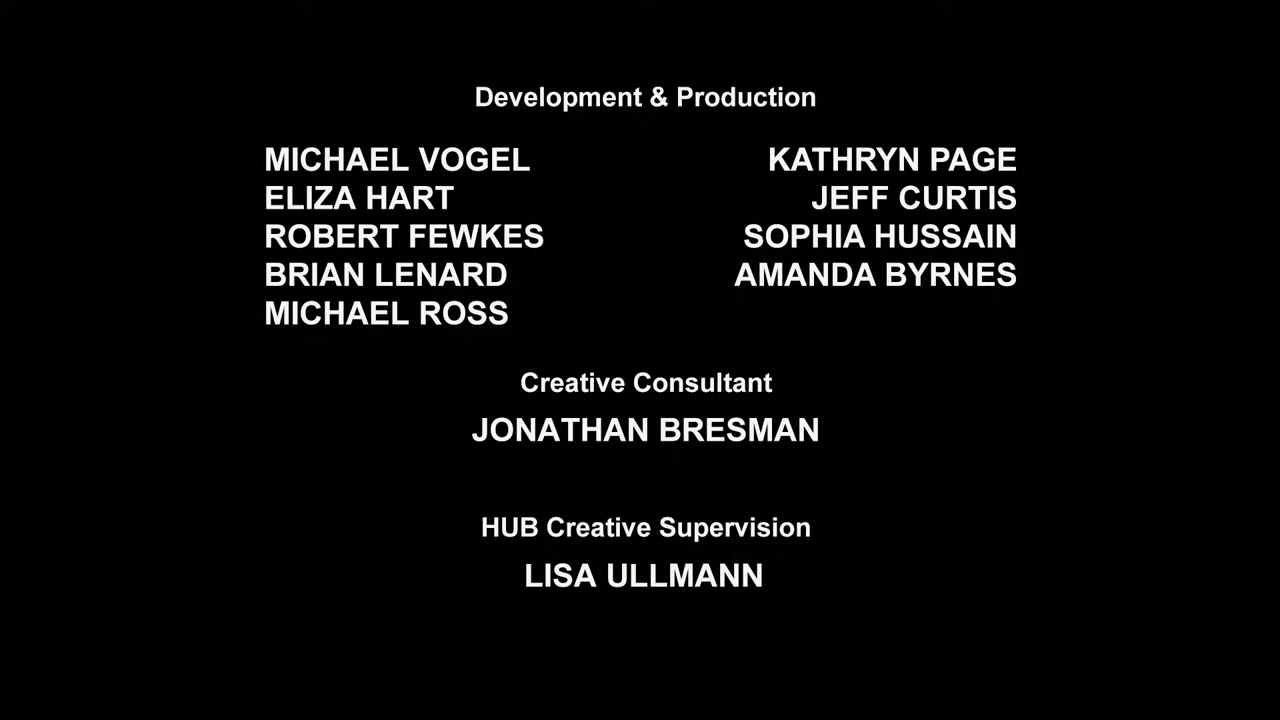 Development & Production
MICHAEL VOGEL KATHRYN PAGE
ELIZA HART JEFF CURTIS
ROBERT FEWKES SOPHIA HUSSAIN
BRIAN LENARD AMANDA BYRNES
MICHAEL ROSS
Creative Consultant
JONATHAN BRESMAN
HUB Creative Supervision
LISA ULLMANN